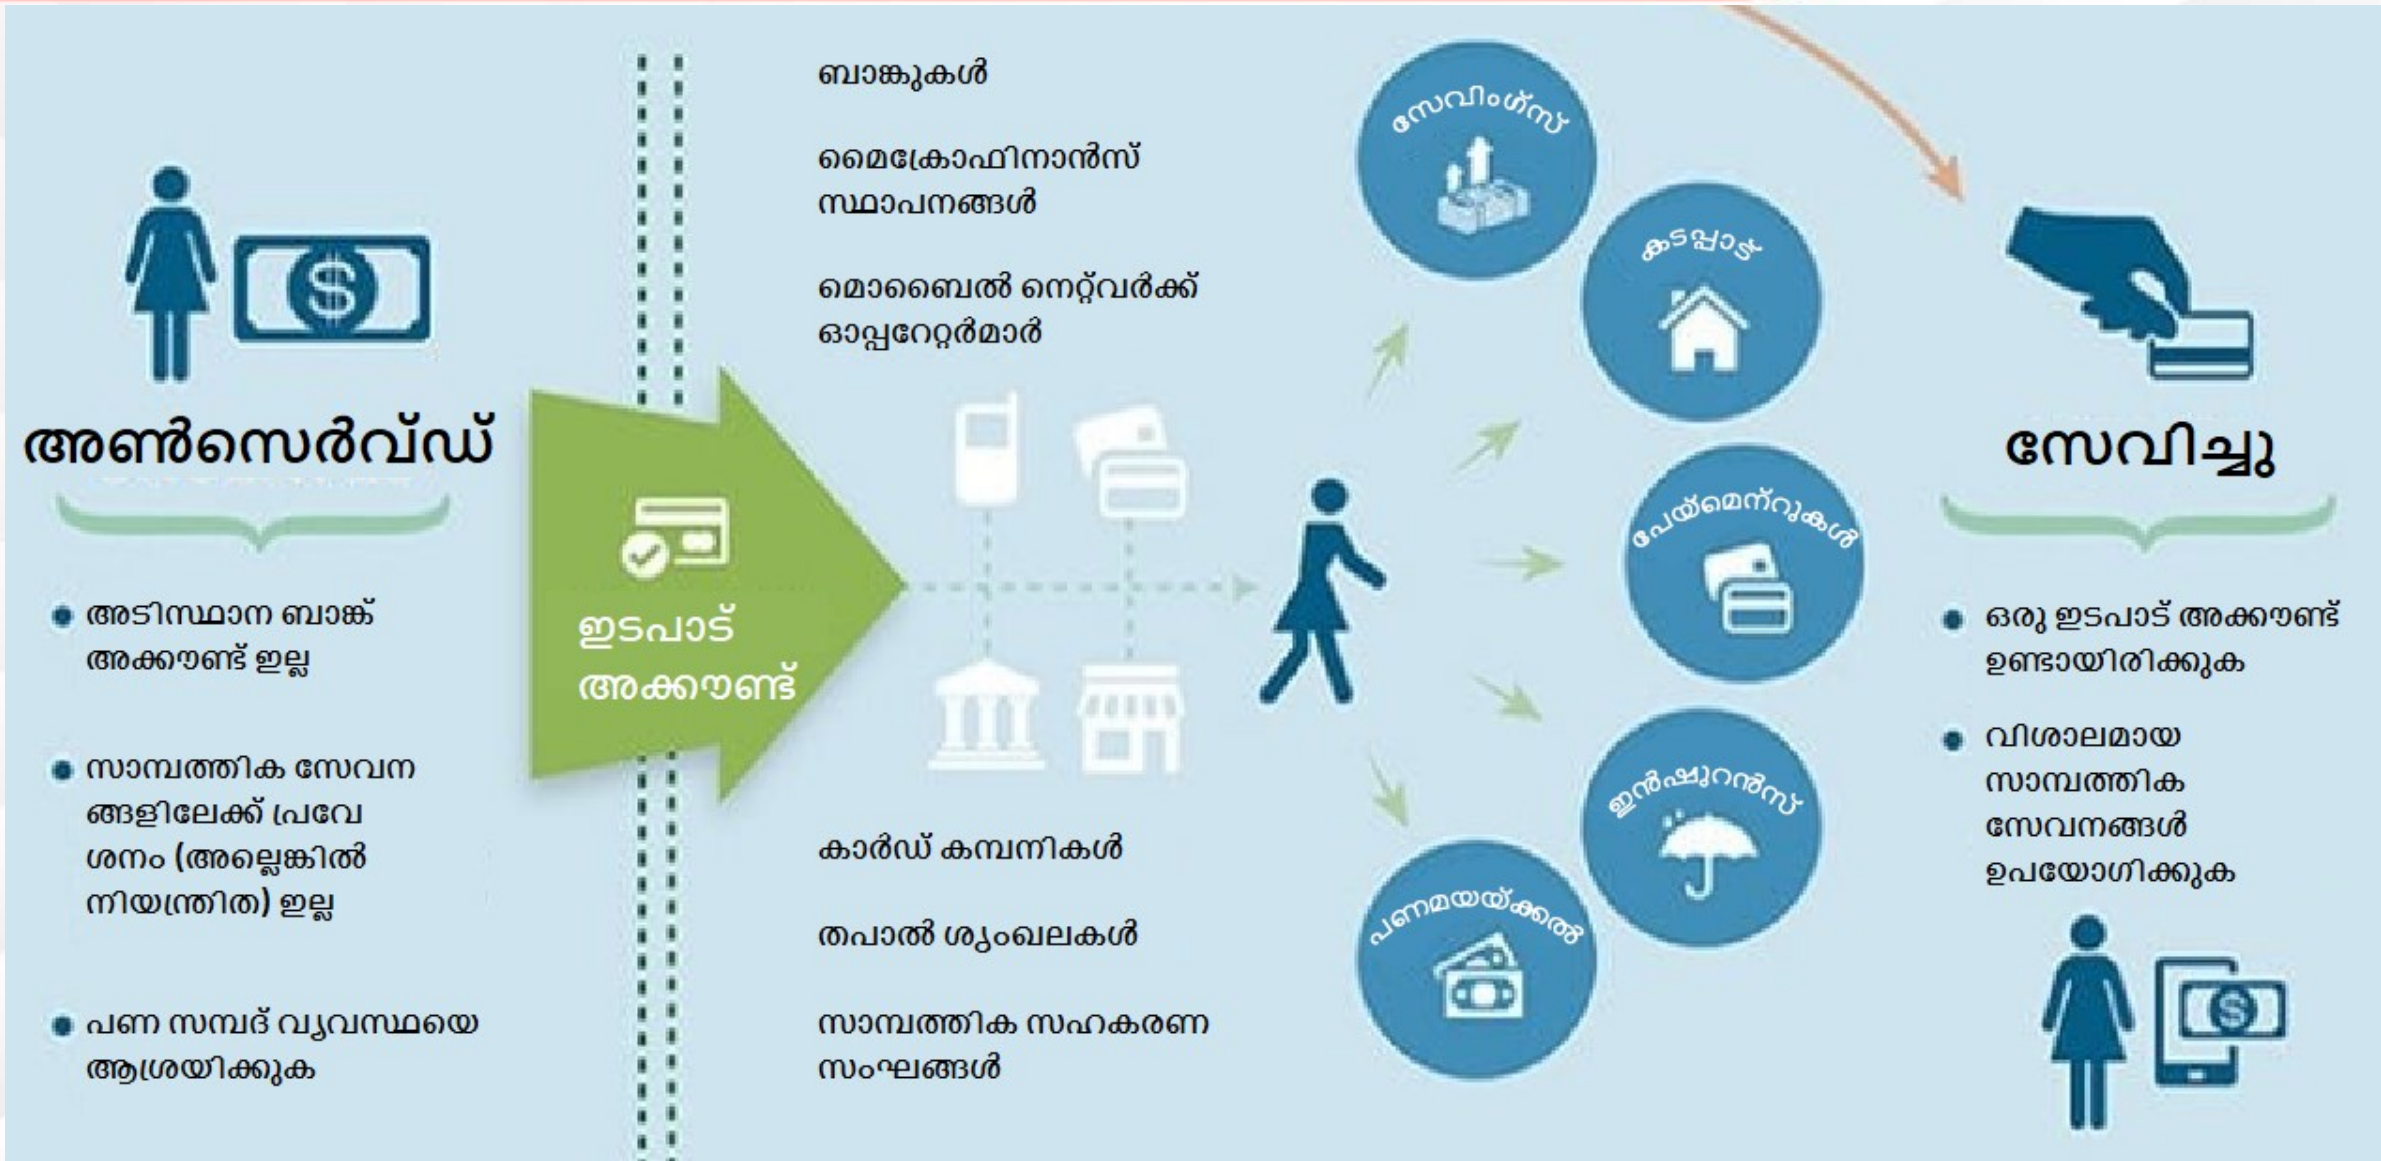 അൺസെർവ്ഡ്
അടിസ്ഥാന ബാങ്ക്
അക്കൗണ്ട് ഇല്ല
സാമ്പത്തിക സേവന
ങ്ങളിലേക്ക് പ്രവേ
ശനം (അല്ലെങ്കിൽ
നിയന്ത്രിത) ഇല്ല
പണ സമ്പദ് വ്യവസ്ഥയെ
ആശ്രയിക്കുക
ഇടപാട്
അക്കൗണ്ട്
ബാങ്കുകൾ
മൈക്രോഫിനാൻസ്
സ്ഥാപനങ്ങൾ
മൊബൈൽ നെറ്റ്‌വർക്ക്
ഓപ്പറേറ്റർമാർ
കാർഡ് കമ്പനികൾ
തപാൽ ശൃംഖലകൾ
സാമ്പത്തിക സഹകരണ
സംഘങ്ങൾ
സേവിംഗ്സ്
കടപ്പാട്
പേയ്മെന്റുകൾ
ഇൻഷുറൻസ്
പണമയയ്ക്കൽ
സേവിച്ചു
ഒരു ഇടപാട് അക്കൗണ്ട്
ഉണ്ടായിരിക്കുക
വിശാലമായ
സാമ്പത്തിക
സേവനങ്ങൾ
ഉപയോഗിക്കുക